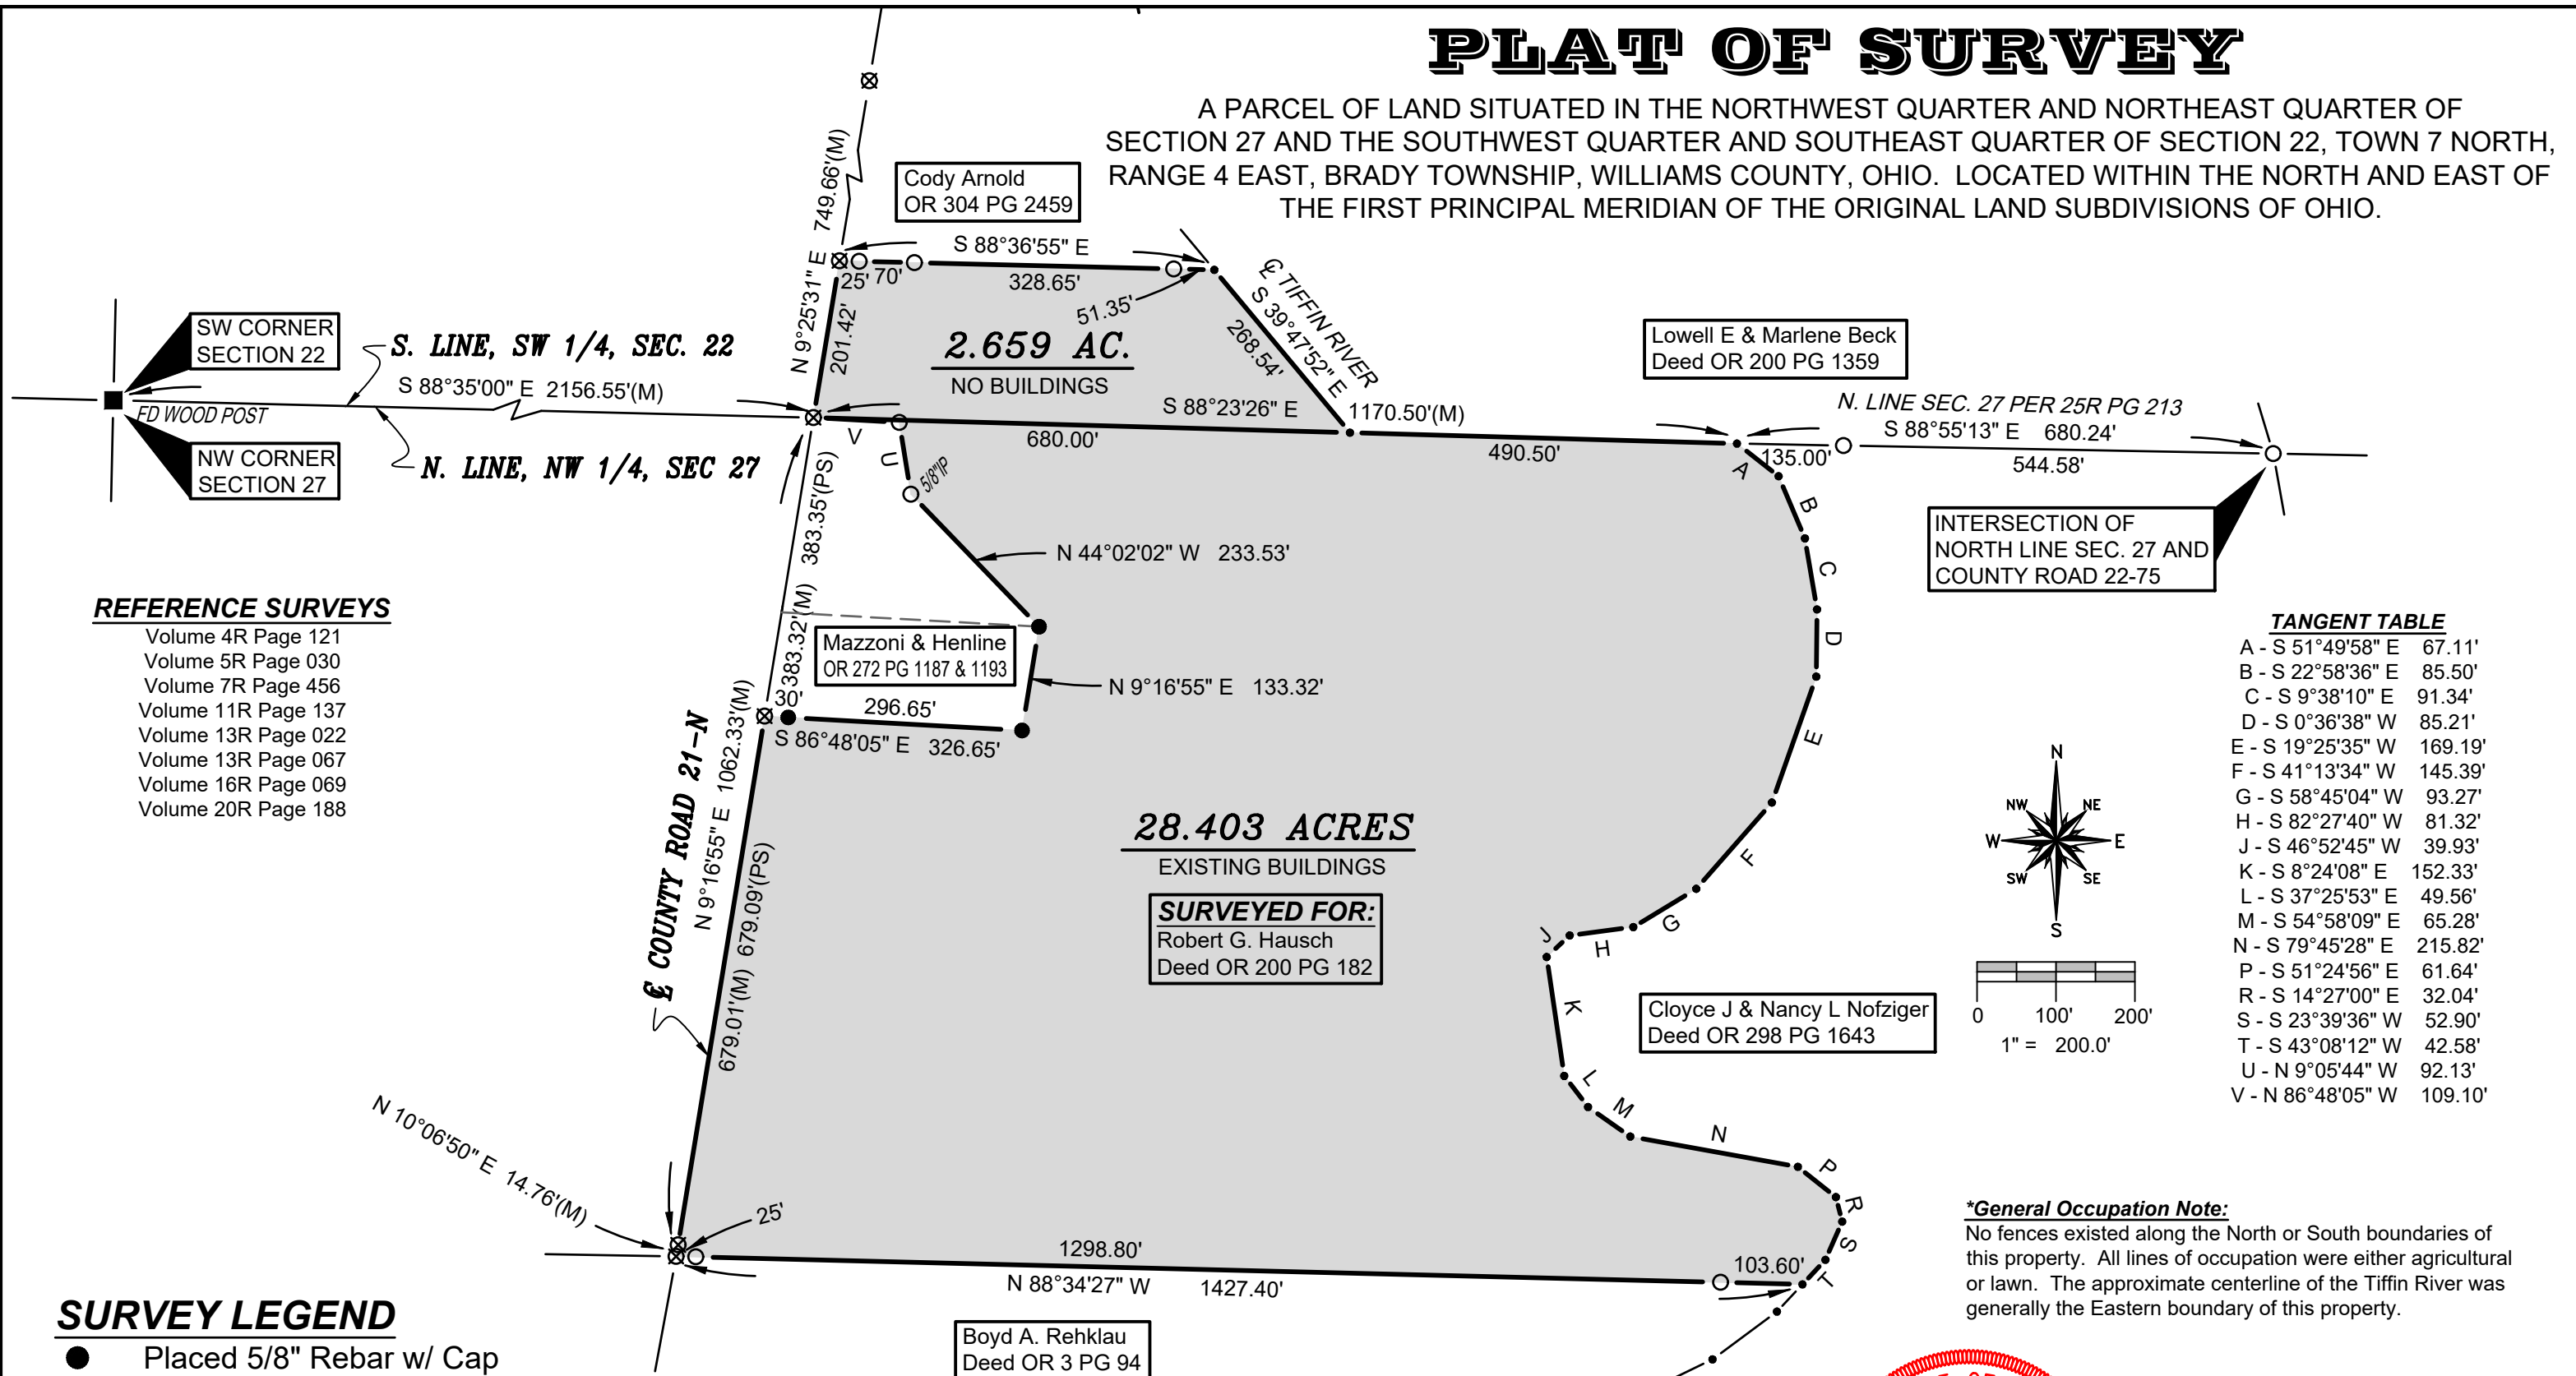 PLAT OF SURVEY
A PARCEL OF LAND SITUATED IN THE NORTHWEST QUARTER AND NORTHEAST QUARTER OF
SECTION 27 AND THE SOUTHWEST QUARTER AND SOUTHEAST QUARTER OF SECTION 22, TOWN 7 NORTH,
RANGE 4 EAST, BRADY TOWNSHIP, WILLIAMS COUNTY, OHIO. LOCATED WITHIN THE NORTH AND EAST OF
THE FIRST PRINCIPAL MERIDIAN OF THE ORIGINAL LAND SUBDIVISIONS OF OHIO.
Cody Arnold
OR 304 PG 2459
749.66'(M)
N 9°25'31" E
201.42'
S 88°36'55" E
25'
70'
328.65'
51.35'
℄ TIFFIN RIVER
S 39°47'52" E
268.54'
2.659 AC.
NO BUILDINGS
SW CORNER
SECTION 22
S. LINE, SW 1/4, SEC. 22
S 88°35'00" E 2156.55'(M)
FD WOOD POST
NW CORNER
SECTION 27
N. LINE, NW 1/4, SEC 27
S 88°23'26" E
1170.50'(M)
680.00'
490.50'
Lowell E & Marlene Beck
Deed OR 200 PG 1359
N. LINE SEC. 27 PER 25R PG 213
S 88°55'13" E 680.24'
135.00'
544.58'
INTERSECTION OF
NORTH LINE SEC. 27 AND
COUNTY ROAD 22-75
V
U
5/8"IP
A
B
C
D
E
F
G
H
J
K
L
M
N
P
R
S
T
383.35'(PS)
383.32'(M)
N 44°02'02" W 233.53'
Mazzoni & Henline
OR 272 PG 1187 & 1193
N 9°16'55" E 133.32'
30'
296.65'
S 86°48'05" E 326.65'
℄ COUNTY ROAD 21-N
N 9°16'55" E 1062.33'(M)
679.01'(M) 679.09'(PS)
REFERENCE SURVEYS
Volume 4R Page 121
Volume 5R Page 030
Volume 7R Page 456
Volume 11R Page 137
Volume 13R Page 022
Volume 13R Page 067
Volume 16R Page 069
Volume 20R Page 188
28.403 ACRES
EXISTING BUILDINGS
SURVEYED FOR:
Robert G. Hausch
Deed OR 200 PG 182
Cloyce J & Nancy L Nofziger
Deed OR 298 PG 1643
N
NW
NE
W
E
SW
SE
S
0 100' 200'
1" = 200.0'
TANGENT TABLE
A - S 51°49'58" E 67.11'
B - S 22°58'36" E 85.50'
C - S 9°38'10" E 91.34'
D - S 0°36'38" W 85.21'
E - S 19°25'35" W 169.19'
F - S 41°13'34" W 145.39'
G - S 58°45'04" W 93.27'
H - S 82°27'40" W 81.32'
J - S 46°52'45" W 39.93'
K - S 8°24'08" E 152.33'
L - S 37°25'53" E 49.56'
M - S 54°58'09" E 65.28'
N - S 79°45'28" E 215.82'
P - S 51°24'56" E 61.64'
R - S 14°27'00" E 32.04'
S - S 23°39'36" W 52.90'
T - S 43°08'12" W 42.58'
U - N 9°05'44" W 92.13'
V - N 86°48'05" W 109.10'
N 10°06'50" E 14.76'(M)
25'
1298.80'
103.60'
N 88°34'27" W 1427.40'
Boyd A. Rehklau
Deed OR 3 PG 94
*General Occupation Note:
No fences existed along the North or South boundaries of
this property. All lines of occupation were either agricultural
or lawn. The approximate centerline of the Tiffin River was
generally the Eastern boundary of this property.
SURVEY LEGEND
Placed 5/8" Rebar w/ Cap